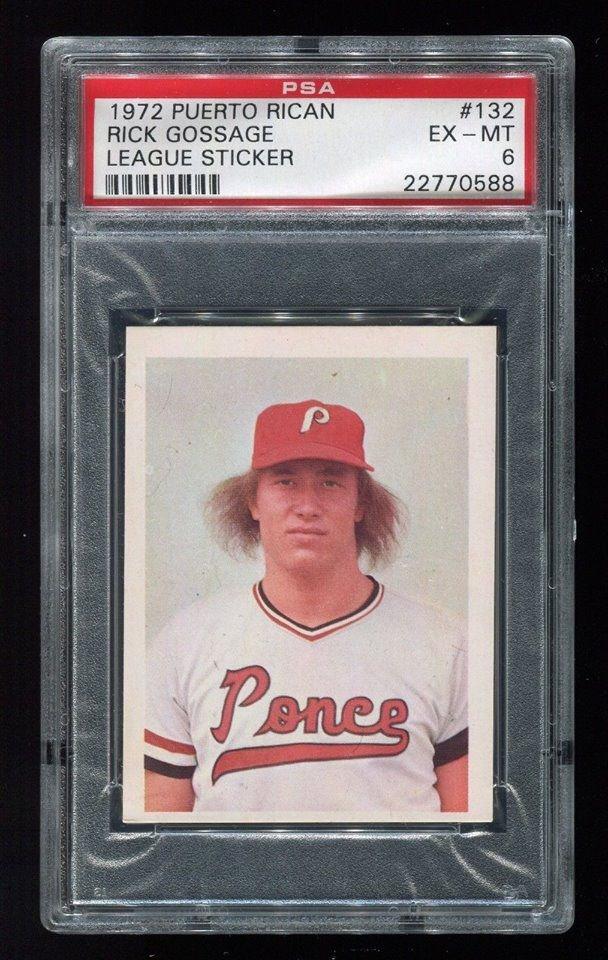 PSA
1972 PUERTO RICAN #132
RICK GOSSAGE EX – MT
LEAGUE STICKER 6
22770588
P
Ponce